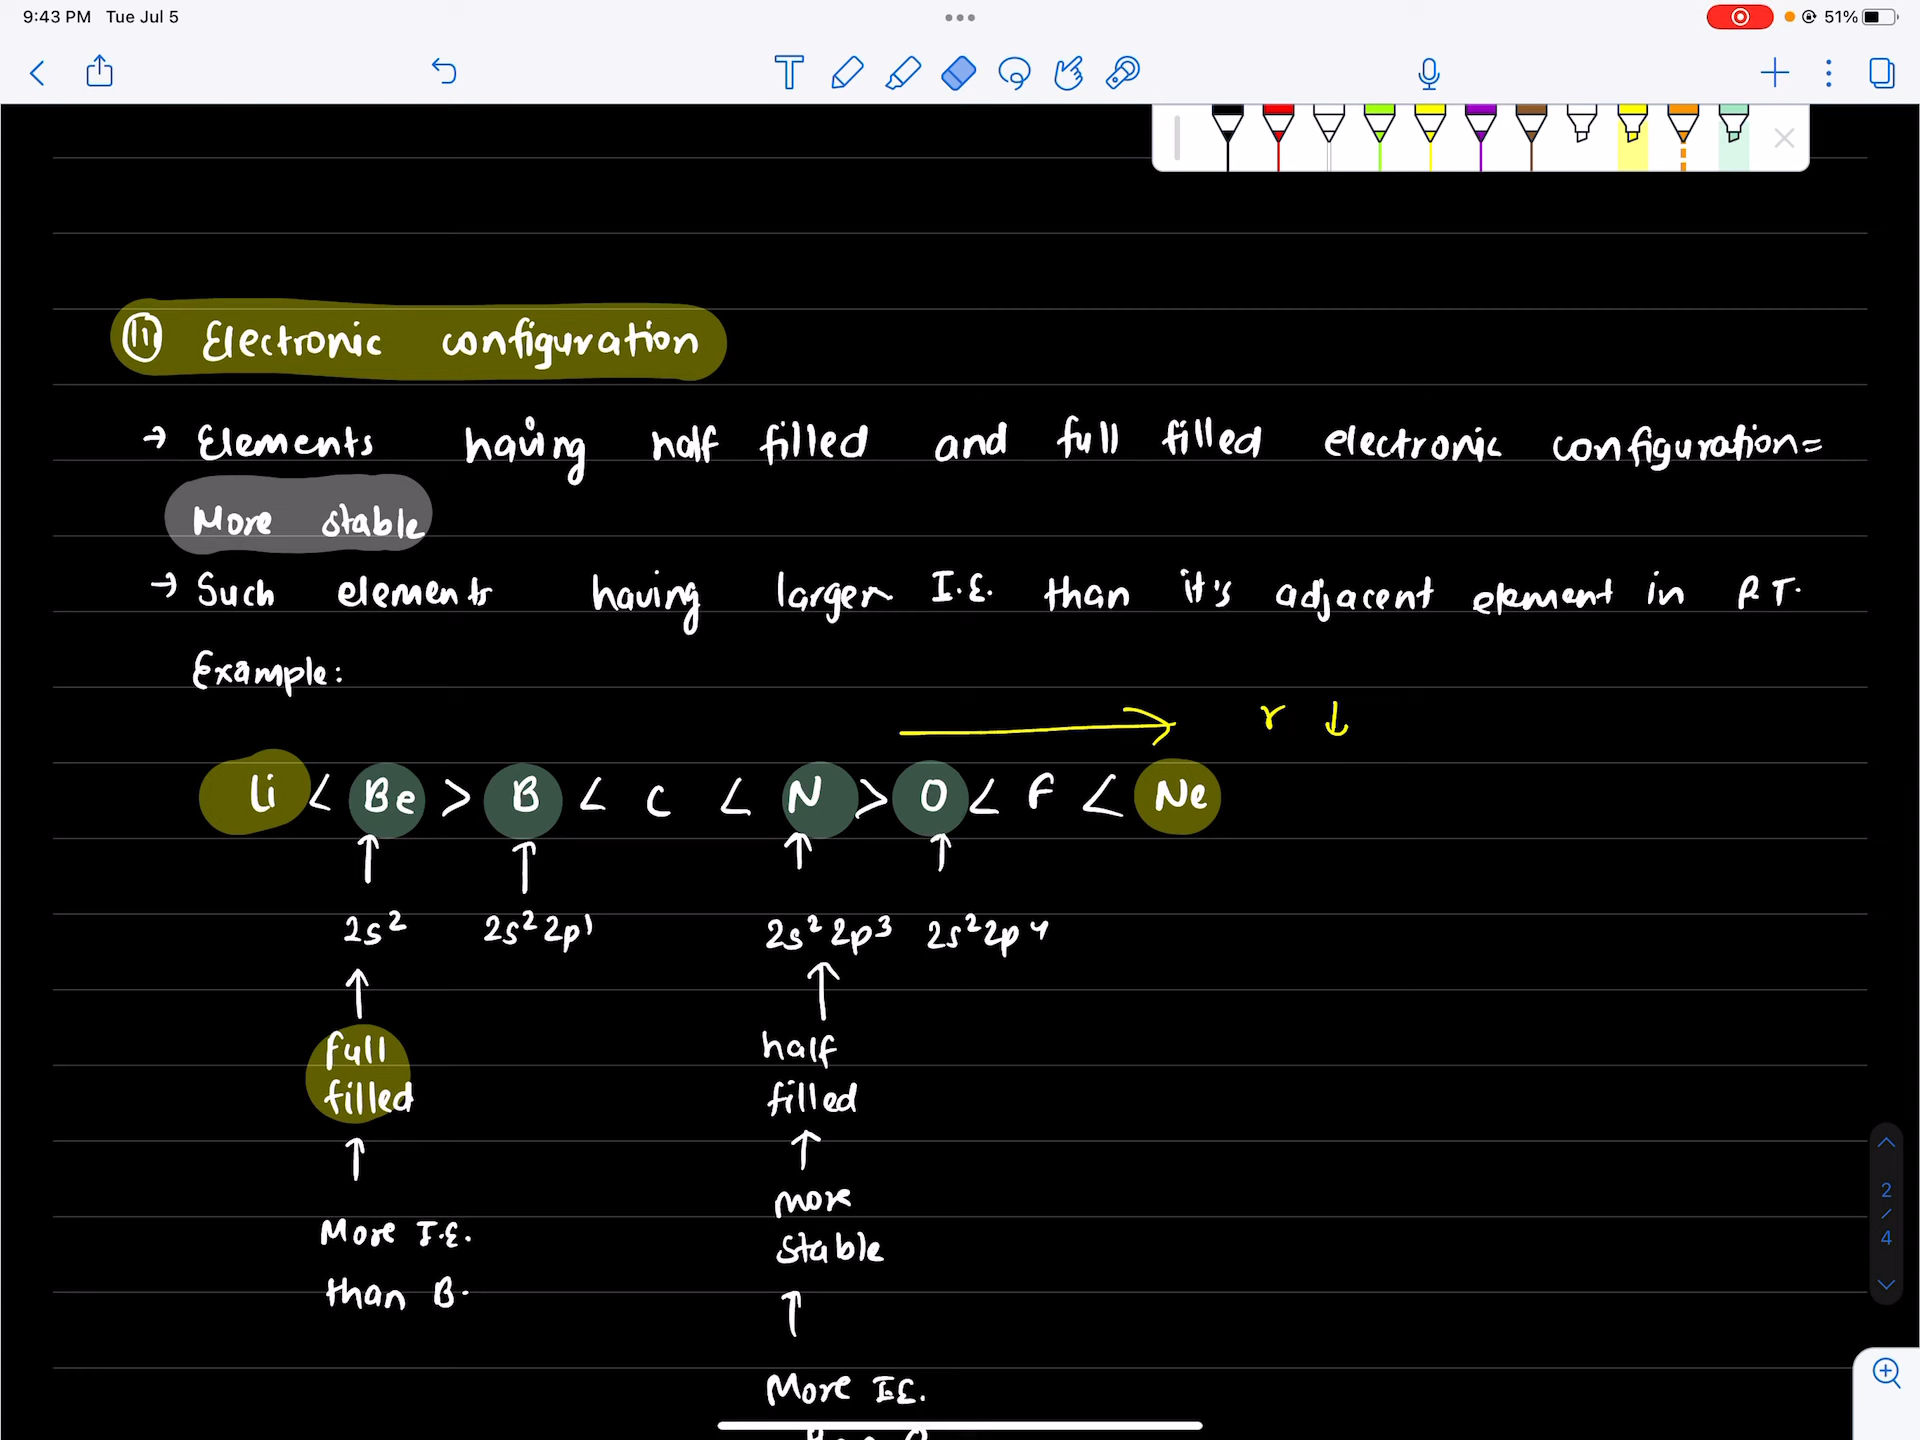 9:43 PM Tue Jul 5
51%
(ii) Electronic configuration
→ Elements having half filled and full filled electronic configuration=
More stable
→ Such elements having larger I.E. than it's adjacent element in P.T.
Example:
r ↓
Li < Be > B < C < N > O < F < Ne
↑ ↑ ↑ ↑
2s² 2s² 2p¹ 2s² 2p³ 2s² 2p⁴
↑ ↑
full half
filled filled
↑ ↑
more
stable
More I.E.
than B.
↑
More I.E.
2
/
4